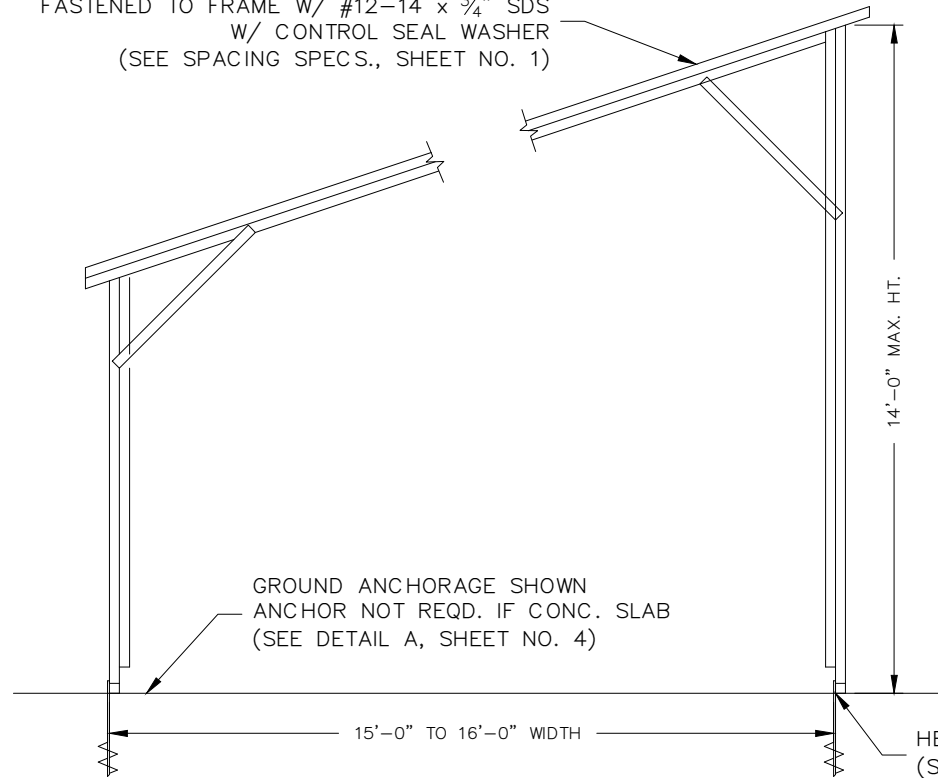 FASTENED TO FRAME W/ #12-14 x 3/4" SDS
W/ CONTROL SEAL WASHER
(SEE SPACING SPECS., SHEET NO. 1)
14'-0" MAX. HT.
GROUND ANCHORAGE SHOWN
ANCHOR NOT REQD. IF CONC. SLAB
(SEE DETAIL A, SHEET NO. 4)
15'-0" TO 16'-0" WIDTH